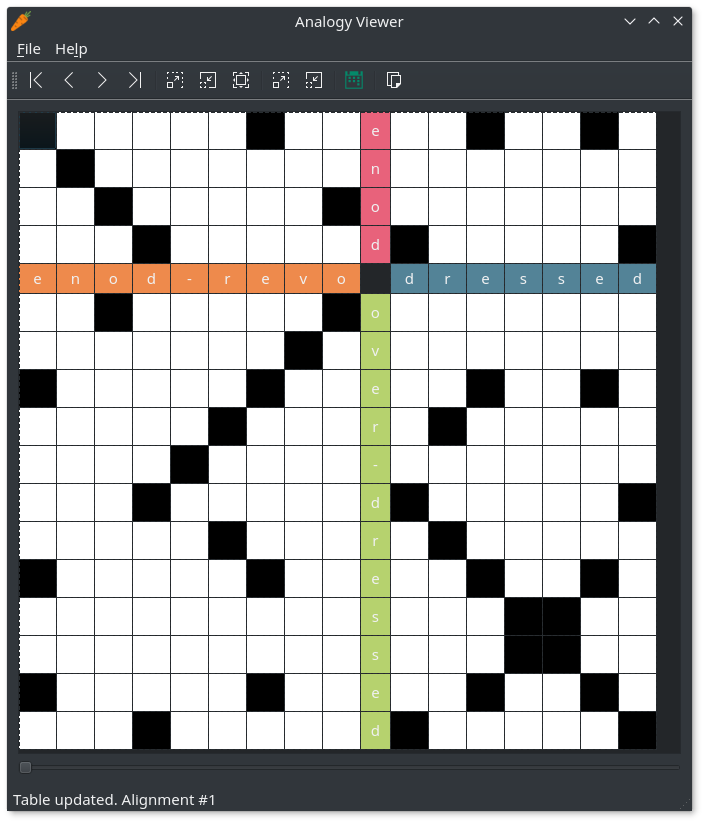 Analogy Viewer
File Help
e
n
o
d
e n o d - r e v o d r e s s e d
o
v
e
r
-
d
r
e
s
s
e
d
Table updated. Alignment #1